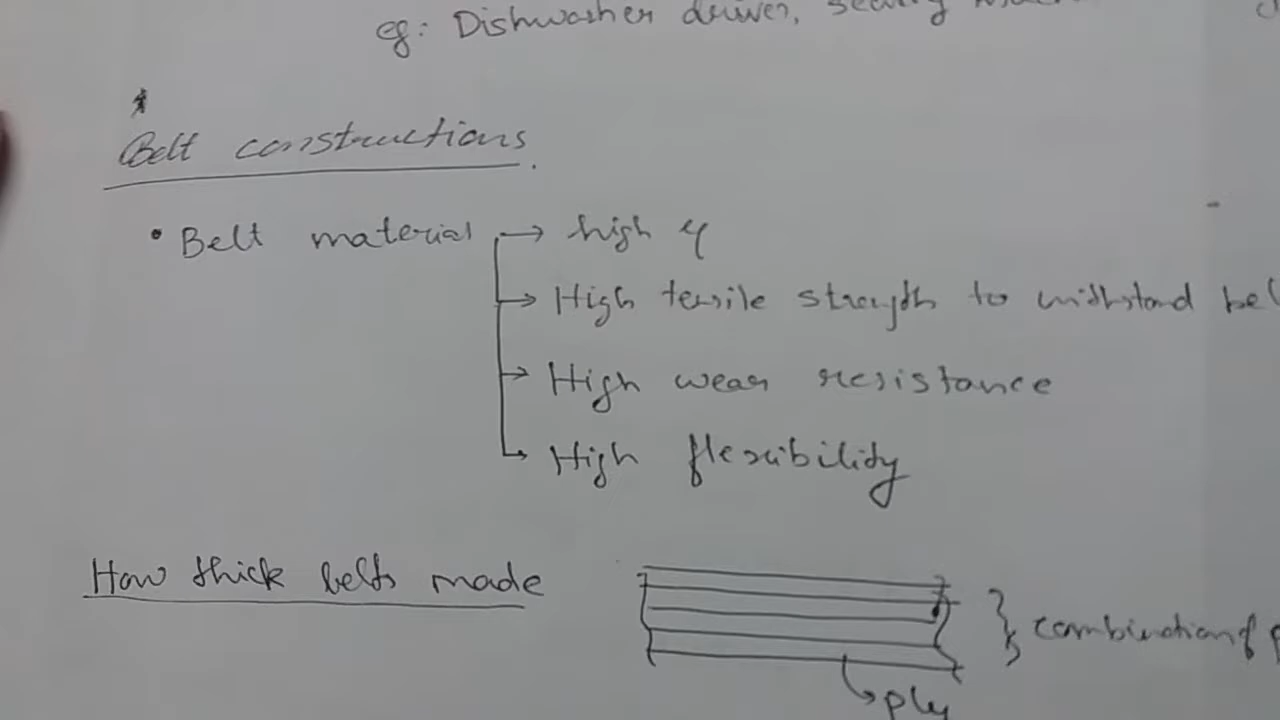 eg: Dishwasher driver,
Belt constructions.
• Belt material → high
→ High tensile strength to withstand
→ High wear resistance
→ High flexibility
How thick belts made
} combination of
ply